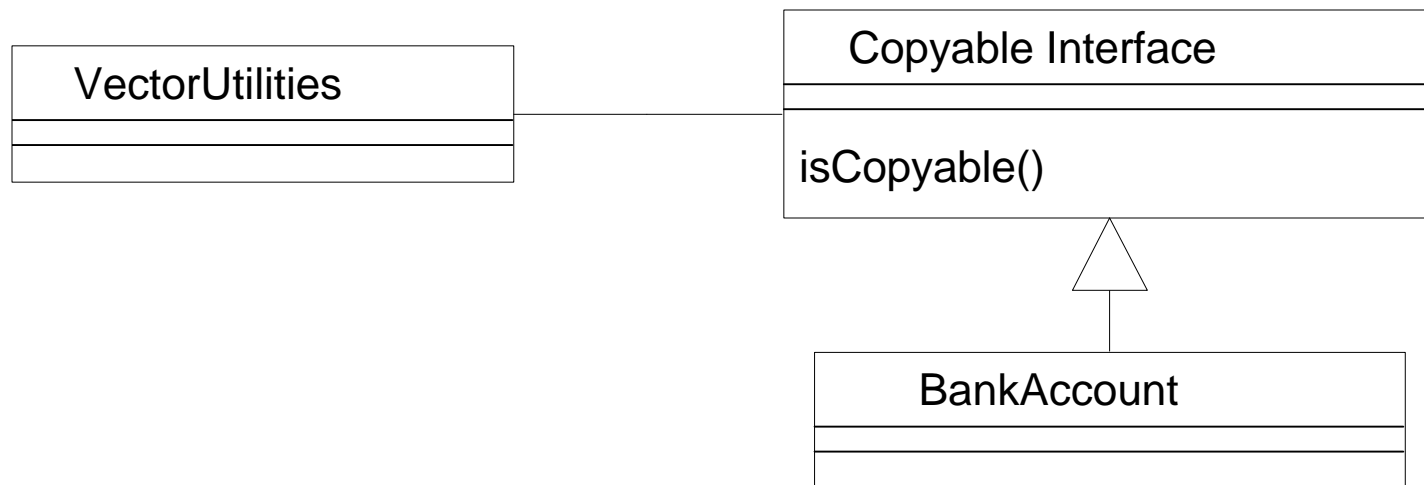 VectorUtilities
Copyable Interface
isCopyable()
BankAccount